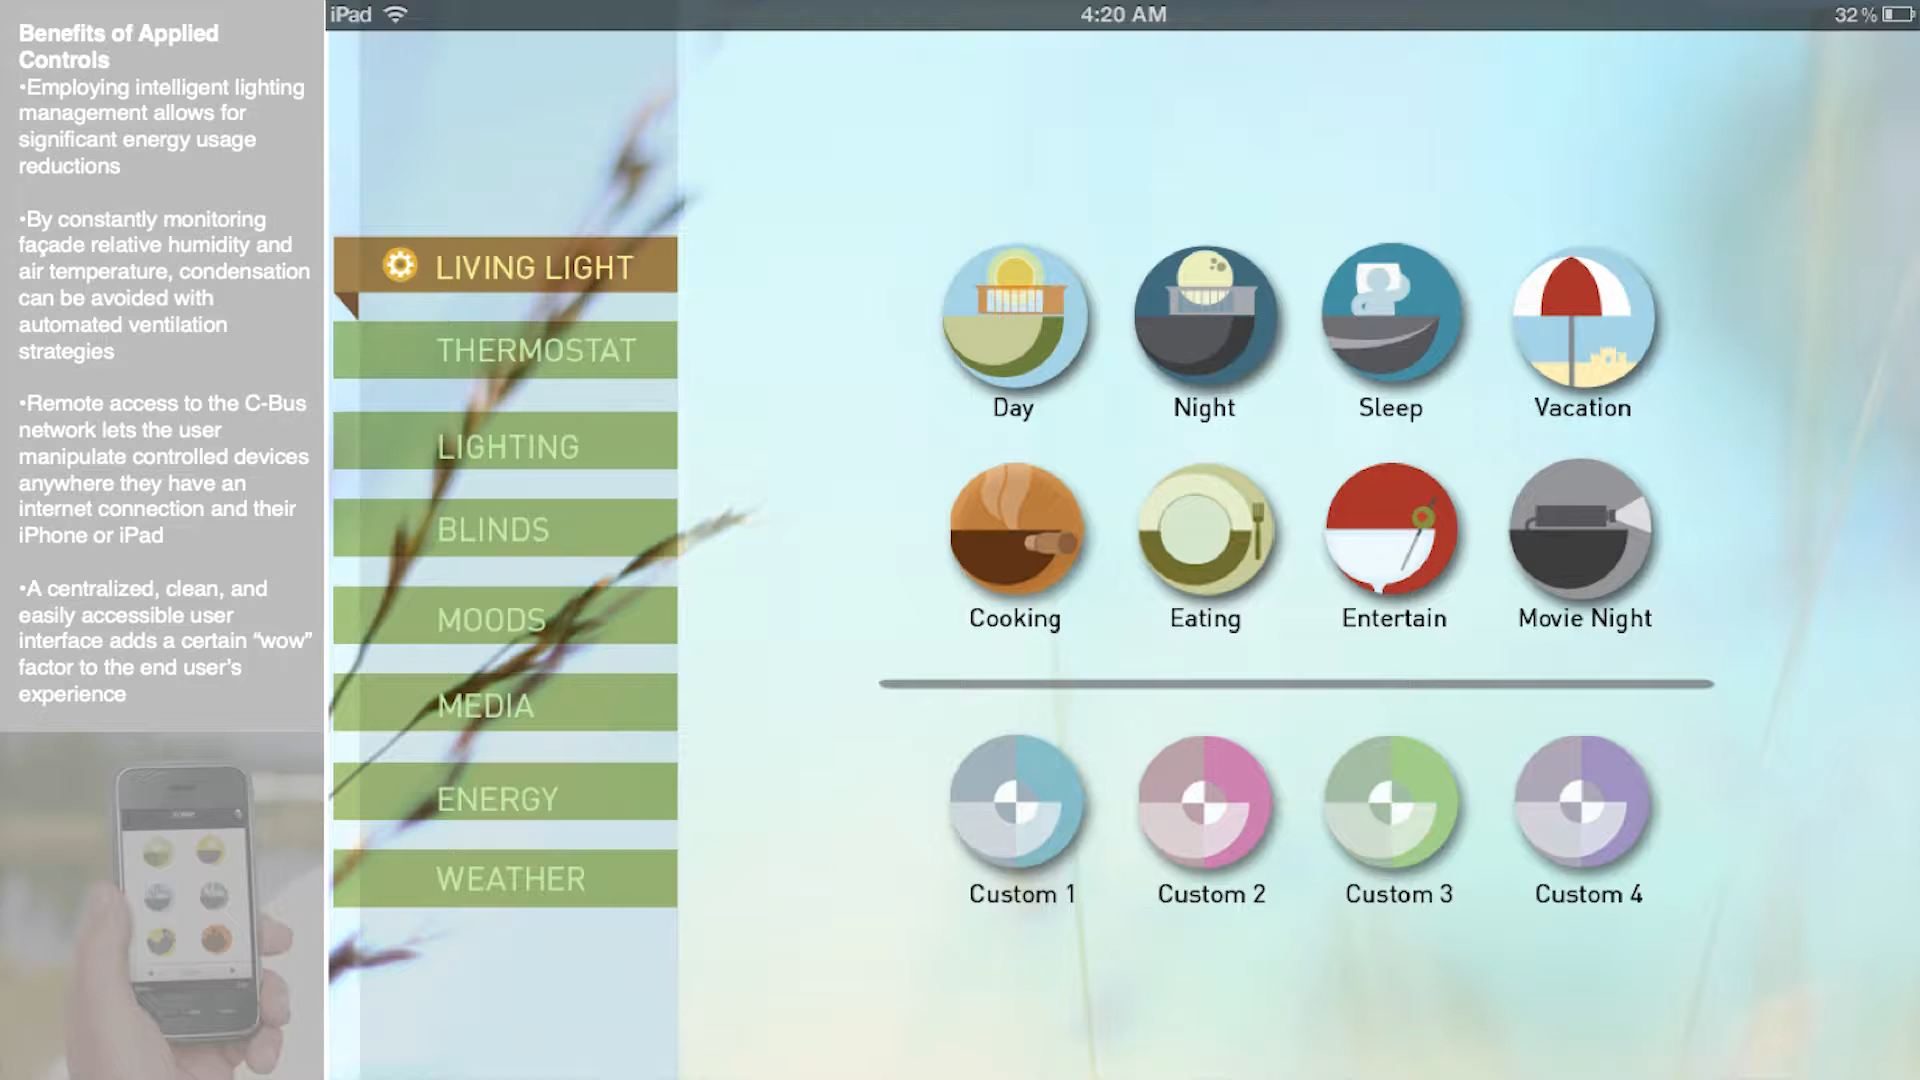 Benefits of Applied
Controls
•Employing intelligent lighting
management allows for
significant energy usage
reductions
•By constantly monitoring
façade relative humidity and
air temperature, condensation
can be avoided with
automated ventilation
strategies
•Remote access to the C-Bus
network lets the user
manipulate controlled devices
anywhere they have an
internet connection and their
iPhone or iPad
•A centralized, clean, and
easily accessible user
interface adds a certain “wow”
factor to the end user’s
experience
iPad
4:20 AM
32 %
LIVING LIGHT
THERMOSTAT
LIGHTING
BLINDS
MOODS
MEDIA
ENERGY
WEATHER
Day
Night
Sleep
Vacation
Cooking
Eating
Entertain
Movie Night
Custom 1
Custom 2
Custom 3
Custom 4